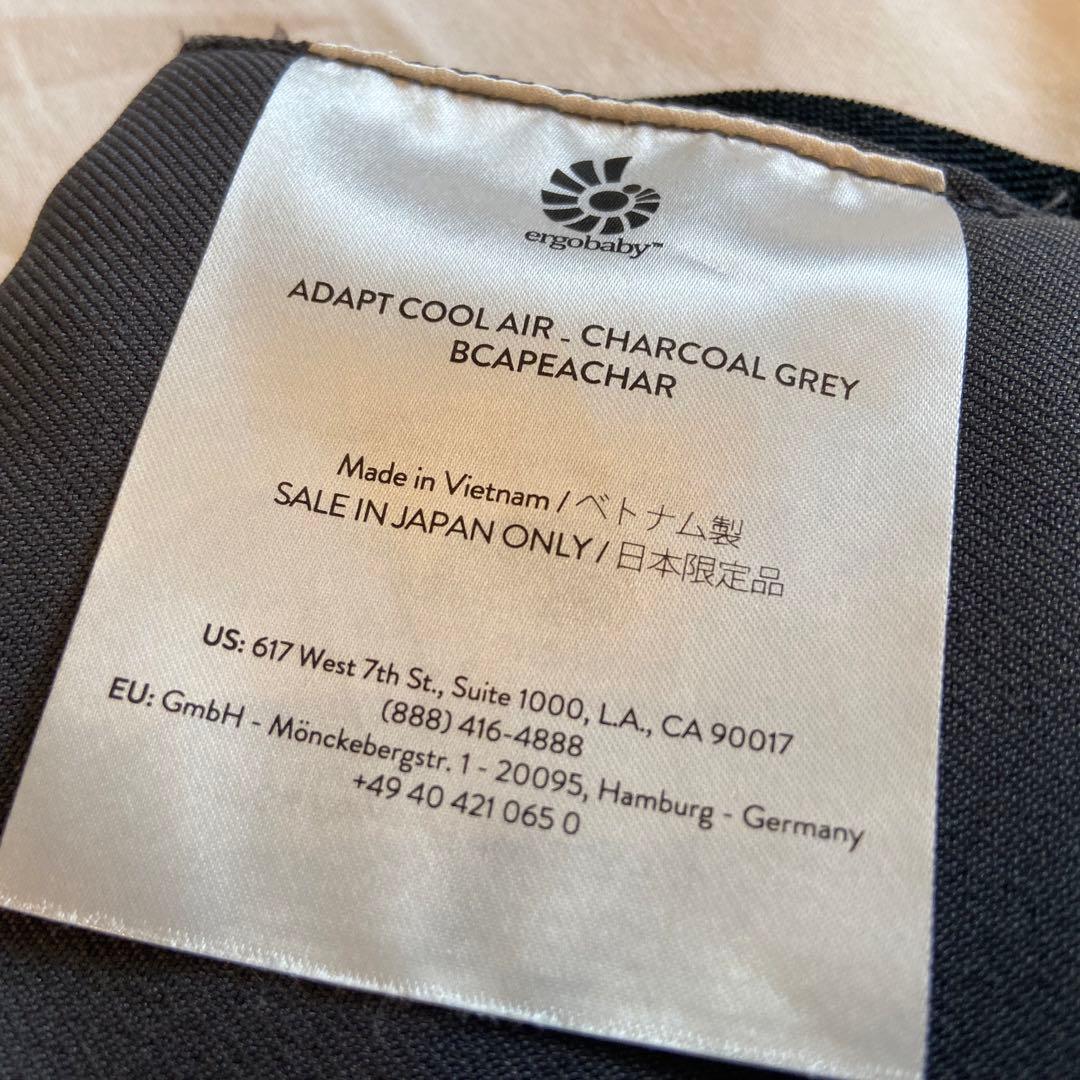 ergobaby™
ADAPT COOL AIR - CHARCOAL GREY
BCAPEACHAR
Made in Vietnam / ベトナム製
SALE IN JAPAN ONLY / 日本限定品
US: 617 West 7th St., Suite 1000, L.A., CA 90017
(888) 416-4888
EU: GmbH - Mönckebergstr. 1 - 20095, Hamburg - Germany
+49 40 421 065 0